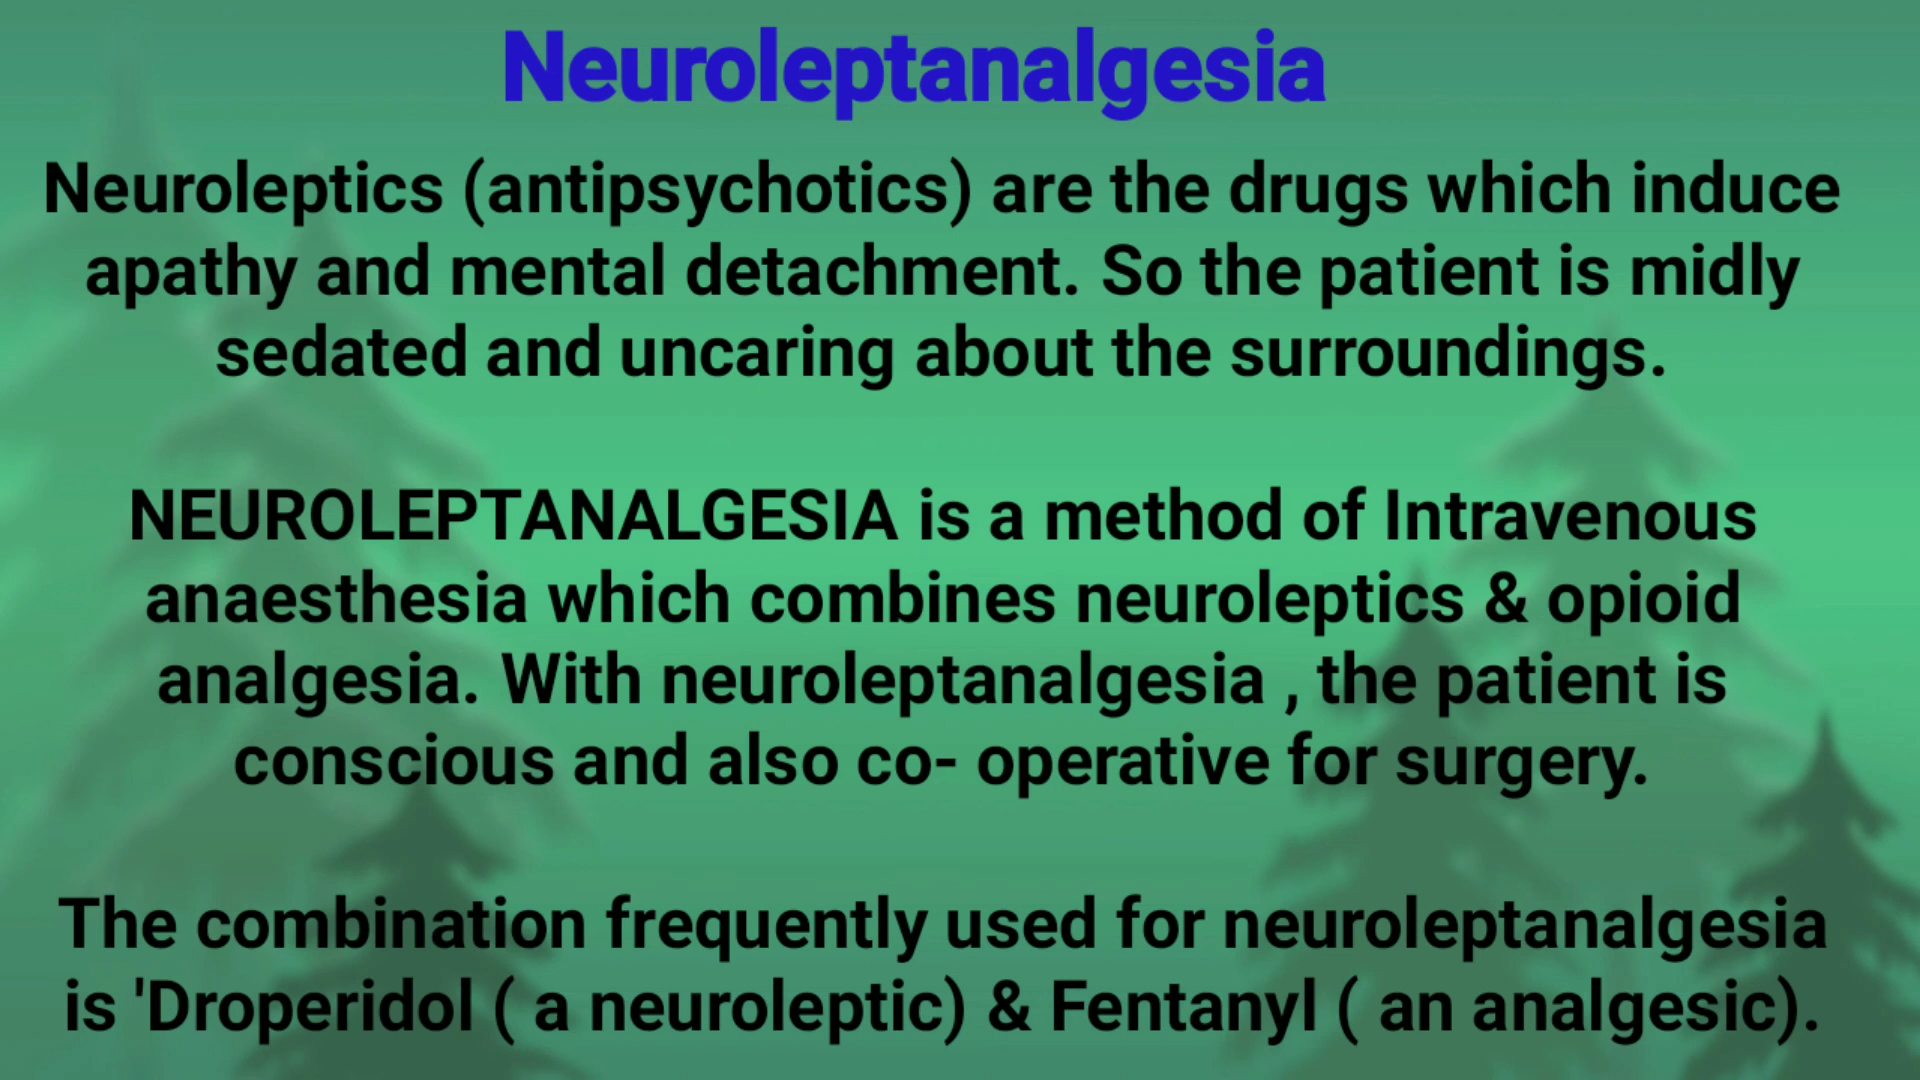 Neuroleptanalgesia
Neuroleptics (antipsychotics) are the drugs which induce
apathy and mental detachment. So the patient is midly
sedated and uncaring about the surroundings.
NEUROLEPTANALGESIA is a method of Intravenous
anaesthesia which combines neuroleptics & opioid
analgesia. With neuroleptanalgesia , the patient is
conscious and also co- operative for surgery.
The combination frequently used for neuroleptanalgesia
is 'Droperidol ( a neuroleptic) & Fentanyl ( an analgesic).